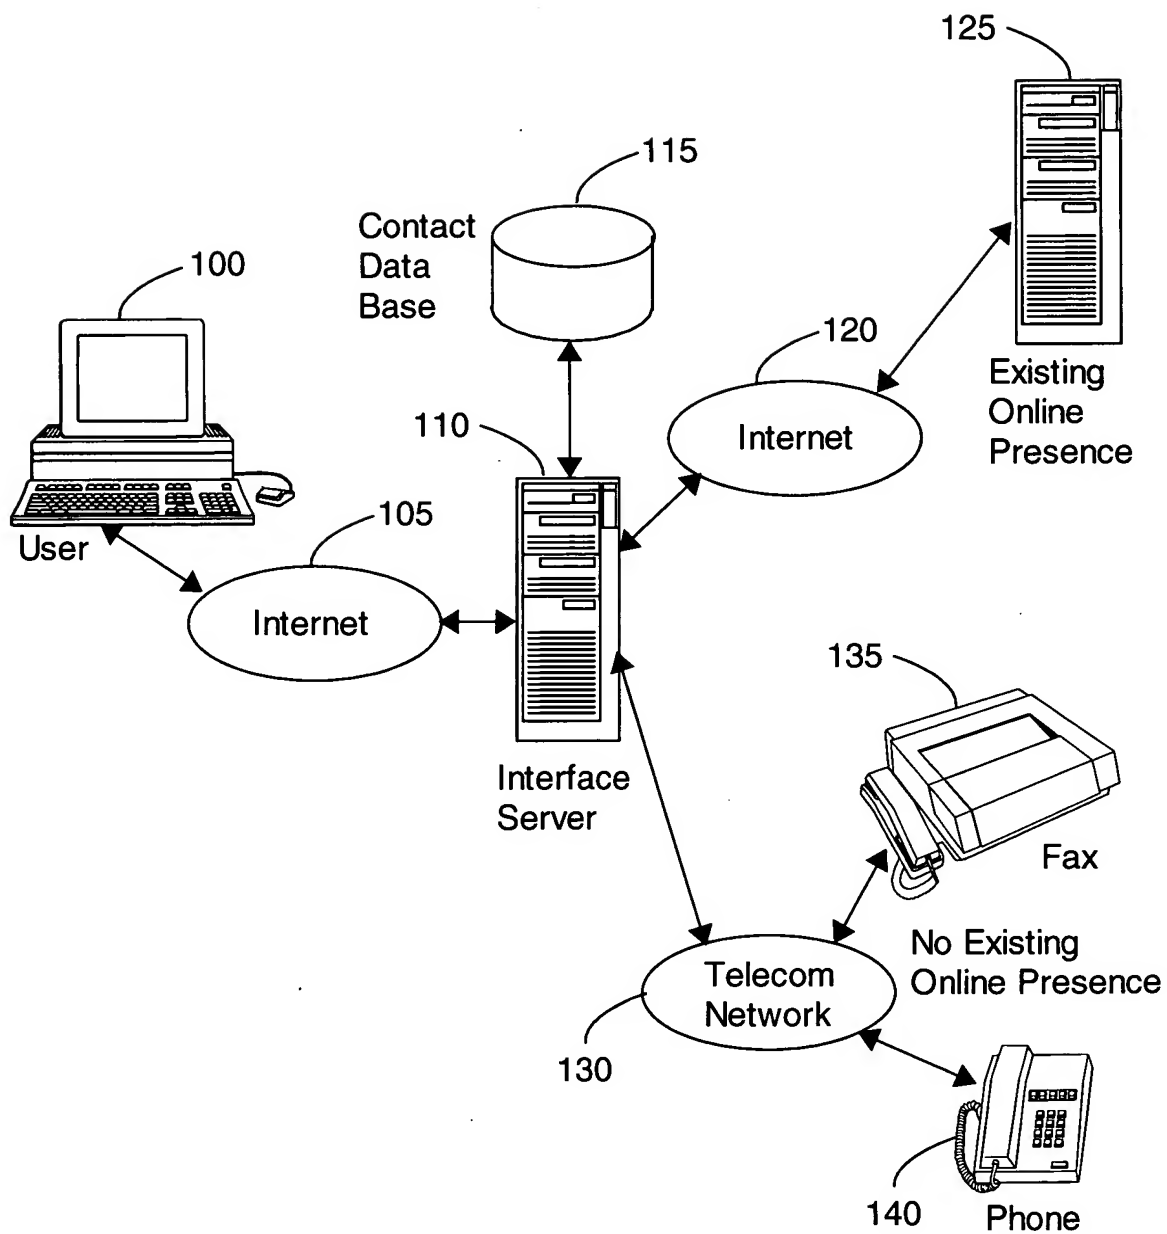 125
115
Contact
Data
Base
100
120
Existing
Online
Presence
110
Internet
105
User
Internet
135
Interface
Server
Fax
No Existing
Online Presence
Telecom
Network
130
140
Phone